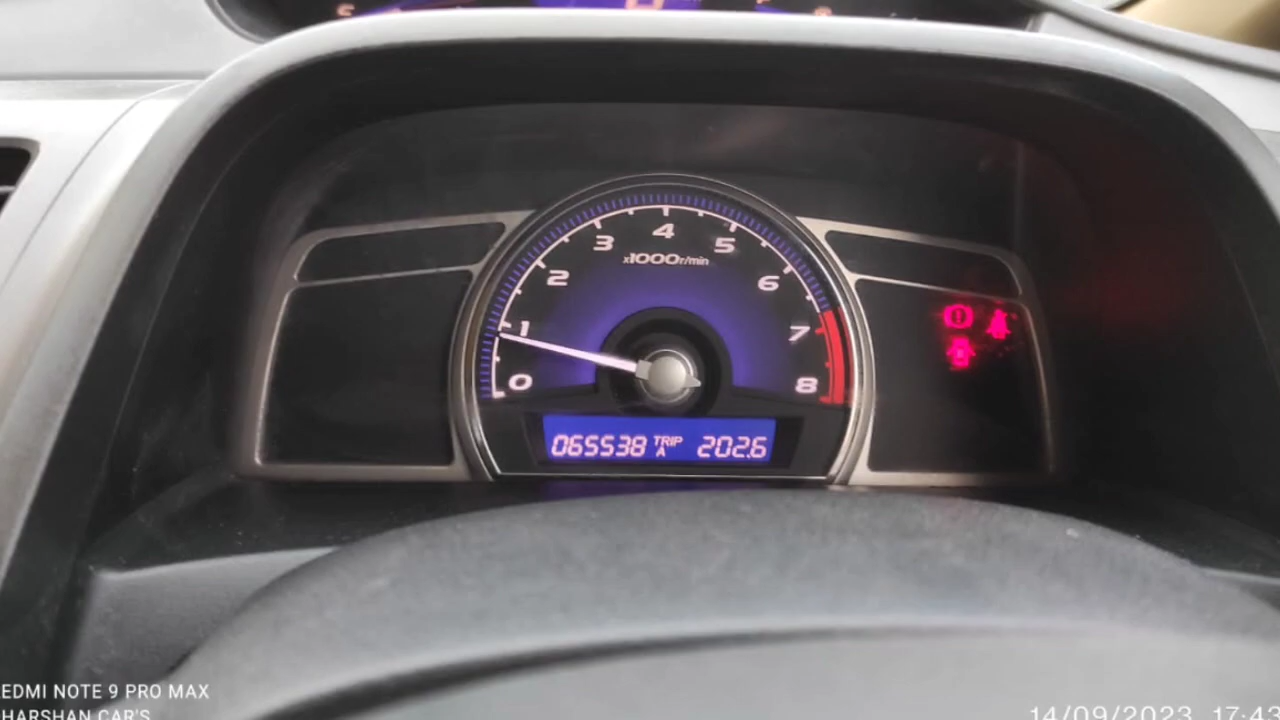 4
3
5
x1000r/min
2
6
1
7
0
8
065538 TRIP A 202.6
EDMI NOTE 9 PRO MAX
HARSHAN CAR'S
14/09/2023 17:43